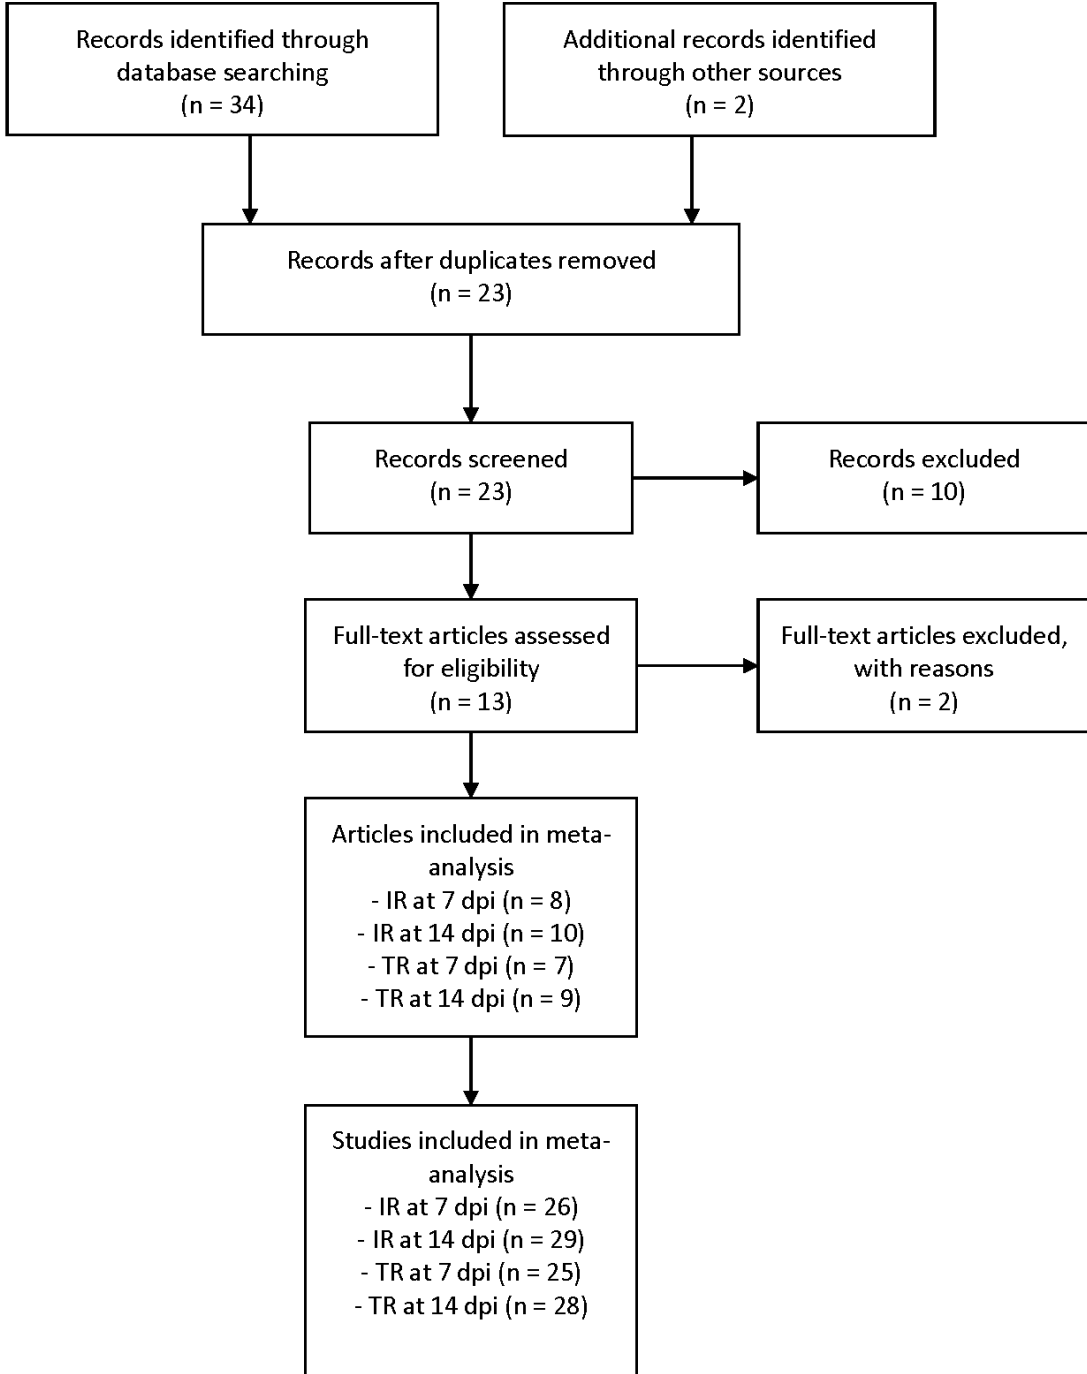 Records identified through
database searching
(n = 34)
Additional records identified
through other sources
(n = 2)
Records after duplicates removed
(n = 23)
Records screened
(n = 23)
Records excluded
(n = 10)
Full-text articles assessed
for eligibility
(n = 13)
Full-text articles excluded,
with reasons
(n = 2)
Articles included in meta-
analysis
- IR at 7 dpi (n = 8)
- IR at 14 dpi (n = 10)
- TR at 7 dpi (n = 7)
- TR at 14 dpi (n = 9)
Studies included in meta-
analysis
- IR at 7 dpi (n = 26)
- IR at 14 dpi (n = 29)
- TR at 7 dpi (n = 25)
- TR at 14 dpi (n = 28)